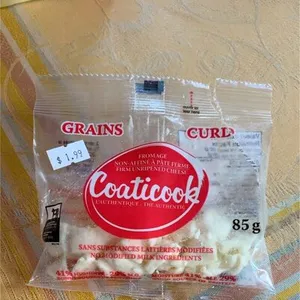 GRAINS
CURD
$1.99
FROMAGE
NON-AFFINÉ À PÂTE FERME
FIRM UNRIPENED CHEESE
Coaticook
L'AUTHENTIQUE · THE AUTHENTIC
85 g
SANS SUBSTANCES LAITIÈRES MODIFIÉES
NO MODIFIED MILK INGREDIENTS